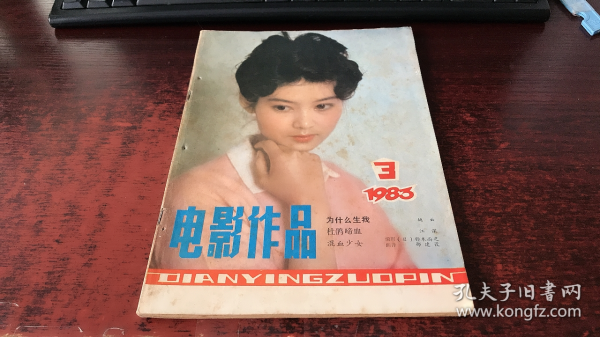 3
1983
电影作品
为什么生我
杜鹃啼血
混血少女
DIANYINGZUOPIN
孔夫子旧书网
www.kongfz.com